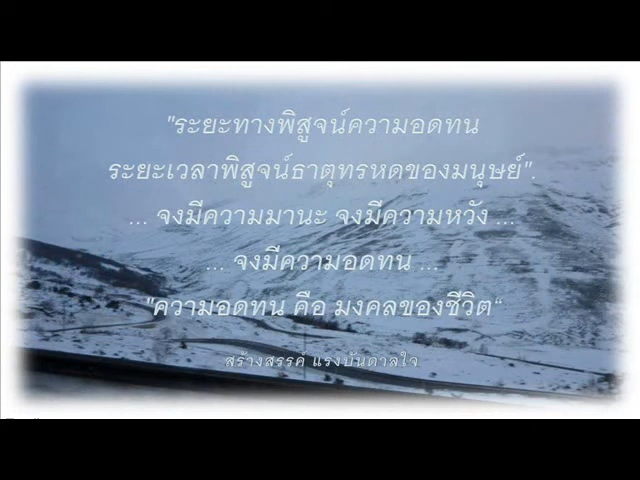 "ระยะทางพิสูจน์ความอดทน
ระยะเวลาพิสูจน์ธาตุทรหดของมนุษย์".
... จงมีความมานะ จงมีความหวัง ...
... จงมีความอดทน ...
"ความอดทน คือ มงคลของชีวิต“
สร้างสรรค์ แรงบันดาลใจ